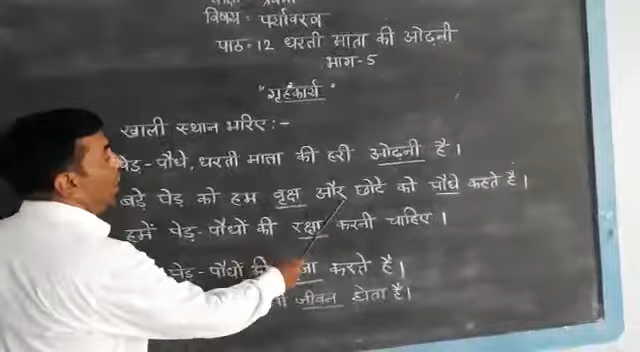 विषय= पर्यावरण
पाठ=12 धरती माता की ओढ़नी
भाग-5
"गृहकार्य"
खाली स्थान भरिए:-
पेड़-पौधे, धरती माता की हरी ओढ़नी है।
बड़े पेड़ को हम वृक्ष और छोटे को पौधे कहते है।
हमें पेड़-पौधों की रक्षा करनी चाहिए।
पेड़-पौधों की करते है।
जीवन होता है।